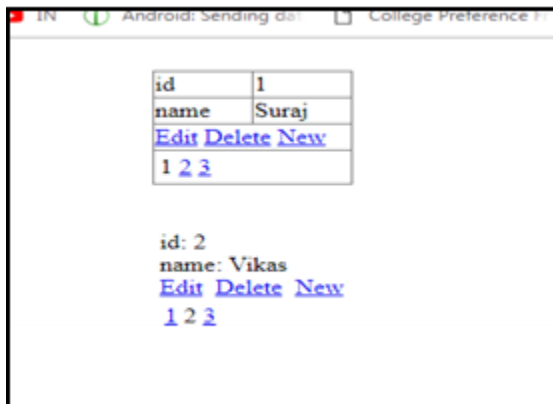 IN Android: Sending dat College Preference Fi
id 1
name Suraj
Edit Delete New
1 2 3
id: 2
name: Vikas
Edit Delete New
1 2 3